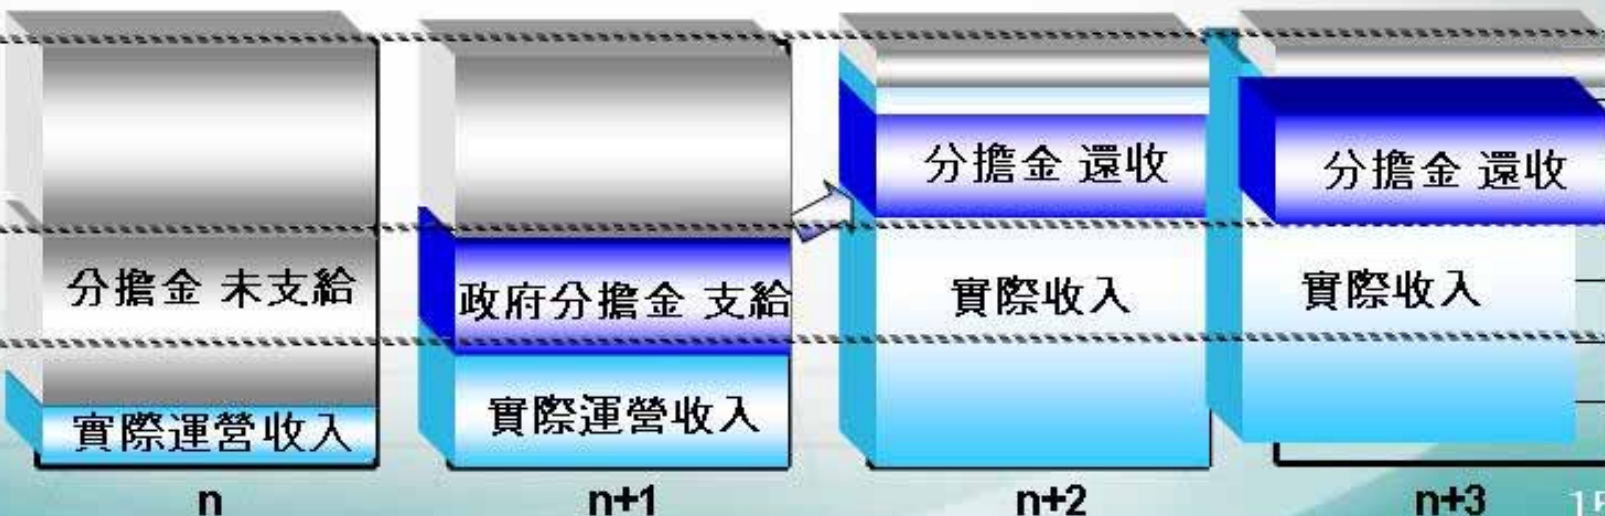 分擔金 還收
分擔金 還收
分擔金 未支給
政府分擔金 支給
實際收入
實際收入
實際運營收入
實際運營收入
n
n+1
n+2
n+3